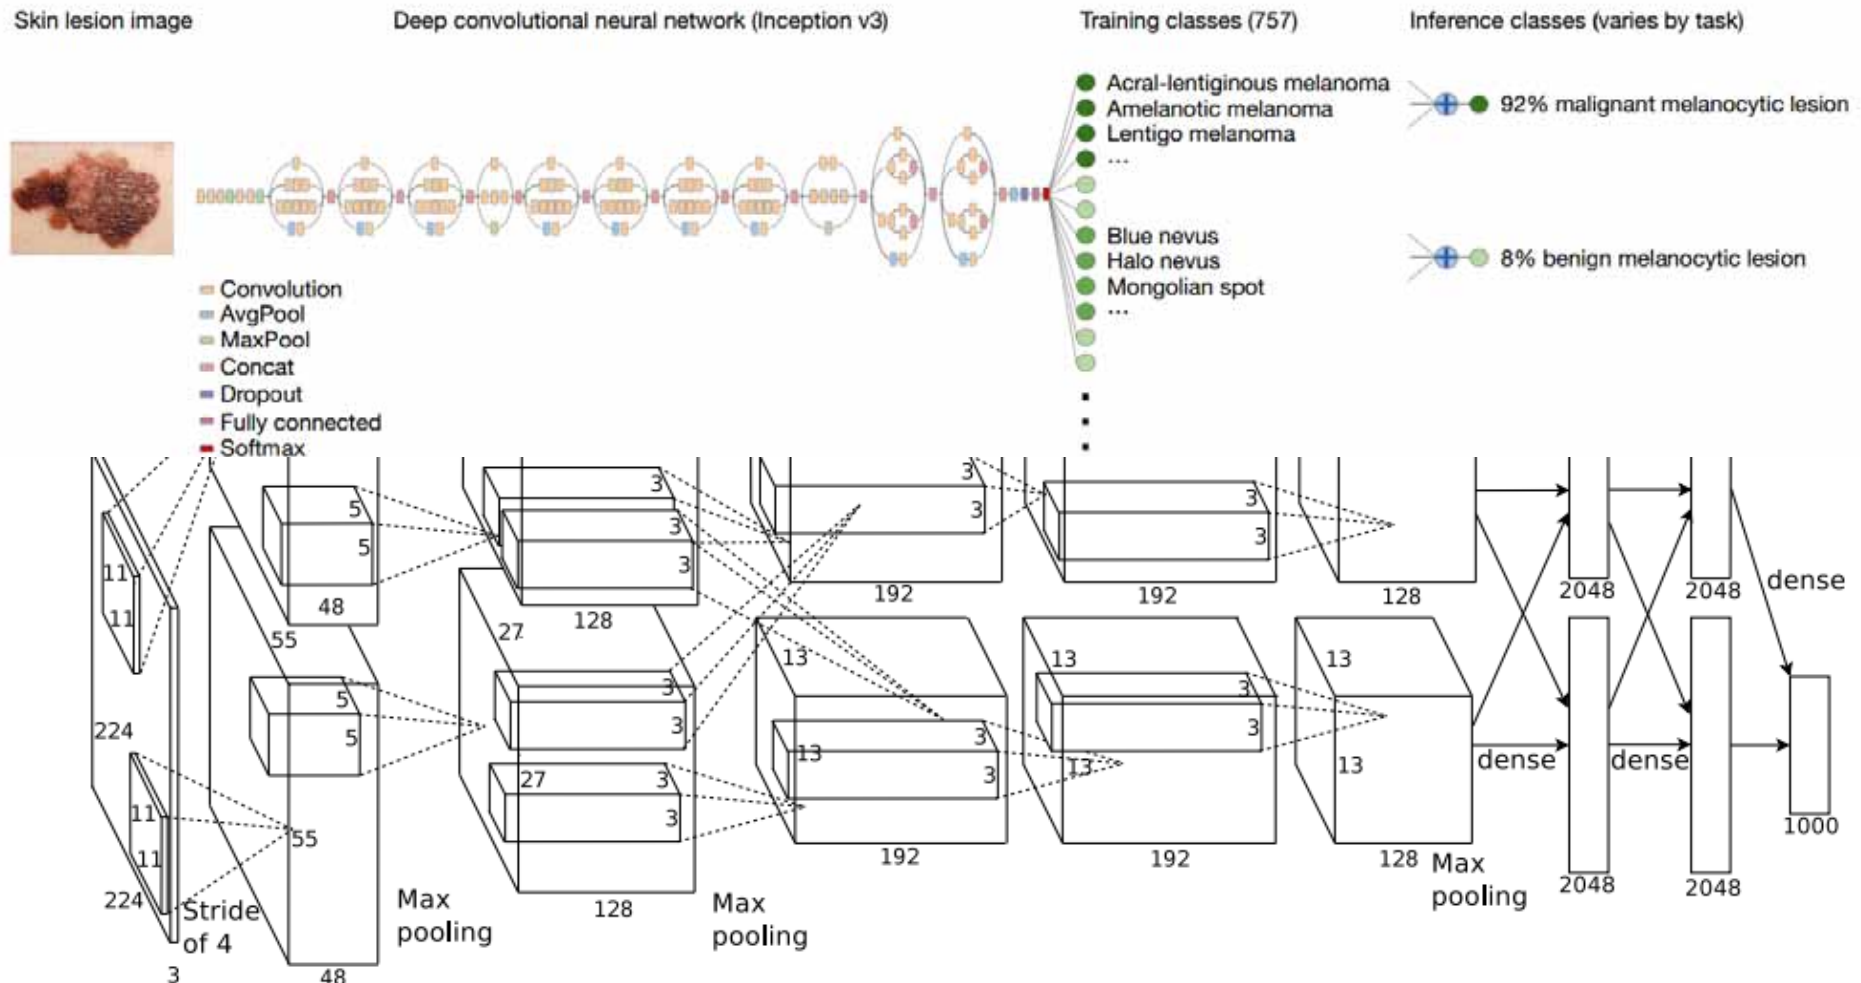 Skin lesion image
Deep convolutional neural network (Inception v3)
Training classes (757)
Inference classes (varies by task)
Acral-lentiginous melanoma
Amelanotic melanoma
Lentigo melanoma
...
Blue nevus
Halo nevus
Mongolian spot
...
92% malignant melanocytic lesion
8% benign melanocytic lesion
Convolution
AvgPool
MaxPool
Concat
Dropout
Fully connected
Softmax
11
11
5
5
48
3
3
3
3
128
3
3
192
3
3
192
128
2048
2048
dense
224
11
11
224
3
Stride
of 4
55
5
5
55
48
Max
pooling
27
3
3
27
3
3
128
Max
pooling
13
13
3
3
192
13
3
3
13
192
13
13
128
Max
pooling
dense
dense
2048
2048
1000